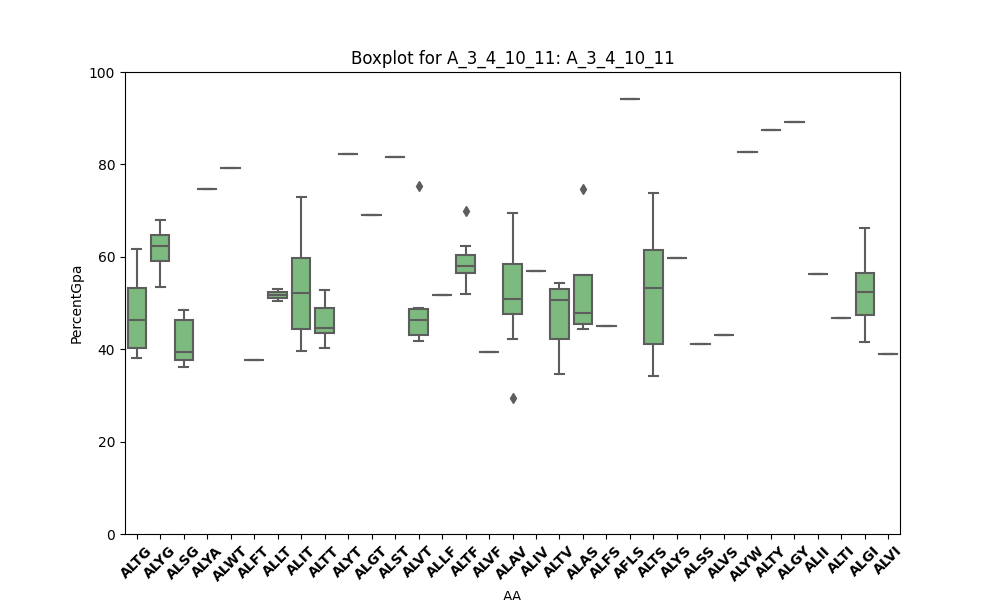 Boxplot for A_3_4_10_11: A_3_4_10_11
100
80
60
40
20
0
PercentGpa
ALTG ALYG ALSG ALYA ALWT ALFT ALLT ALIT ALTT ALYT ALGT ALST ALVT ALLF ALTF ALVF ALAV ALIV ALTV ALAS ALFS AFLS ALTS ALYS ALSS ALVS ALYW ALTY ALGY ALII ALTI ALGI ALVI
AA